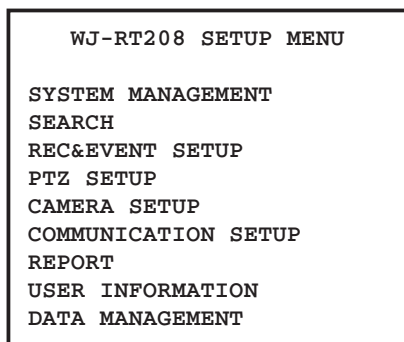 WJ-RT208 SETUP MENU
SYSTEM MANAGEMENT
SEARCH
REC&EVENT SETUP
PTZ SETUP
CAMERA SETUP
COMMUNICATION SETUP
REPORT
USER INFORMATION
DATA MANAGEMENT